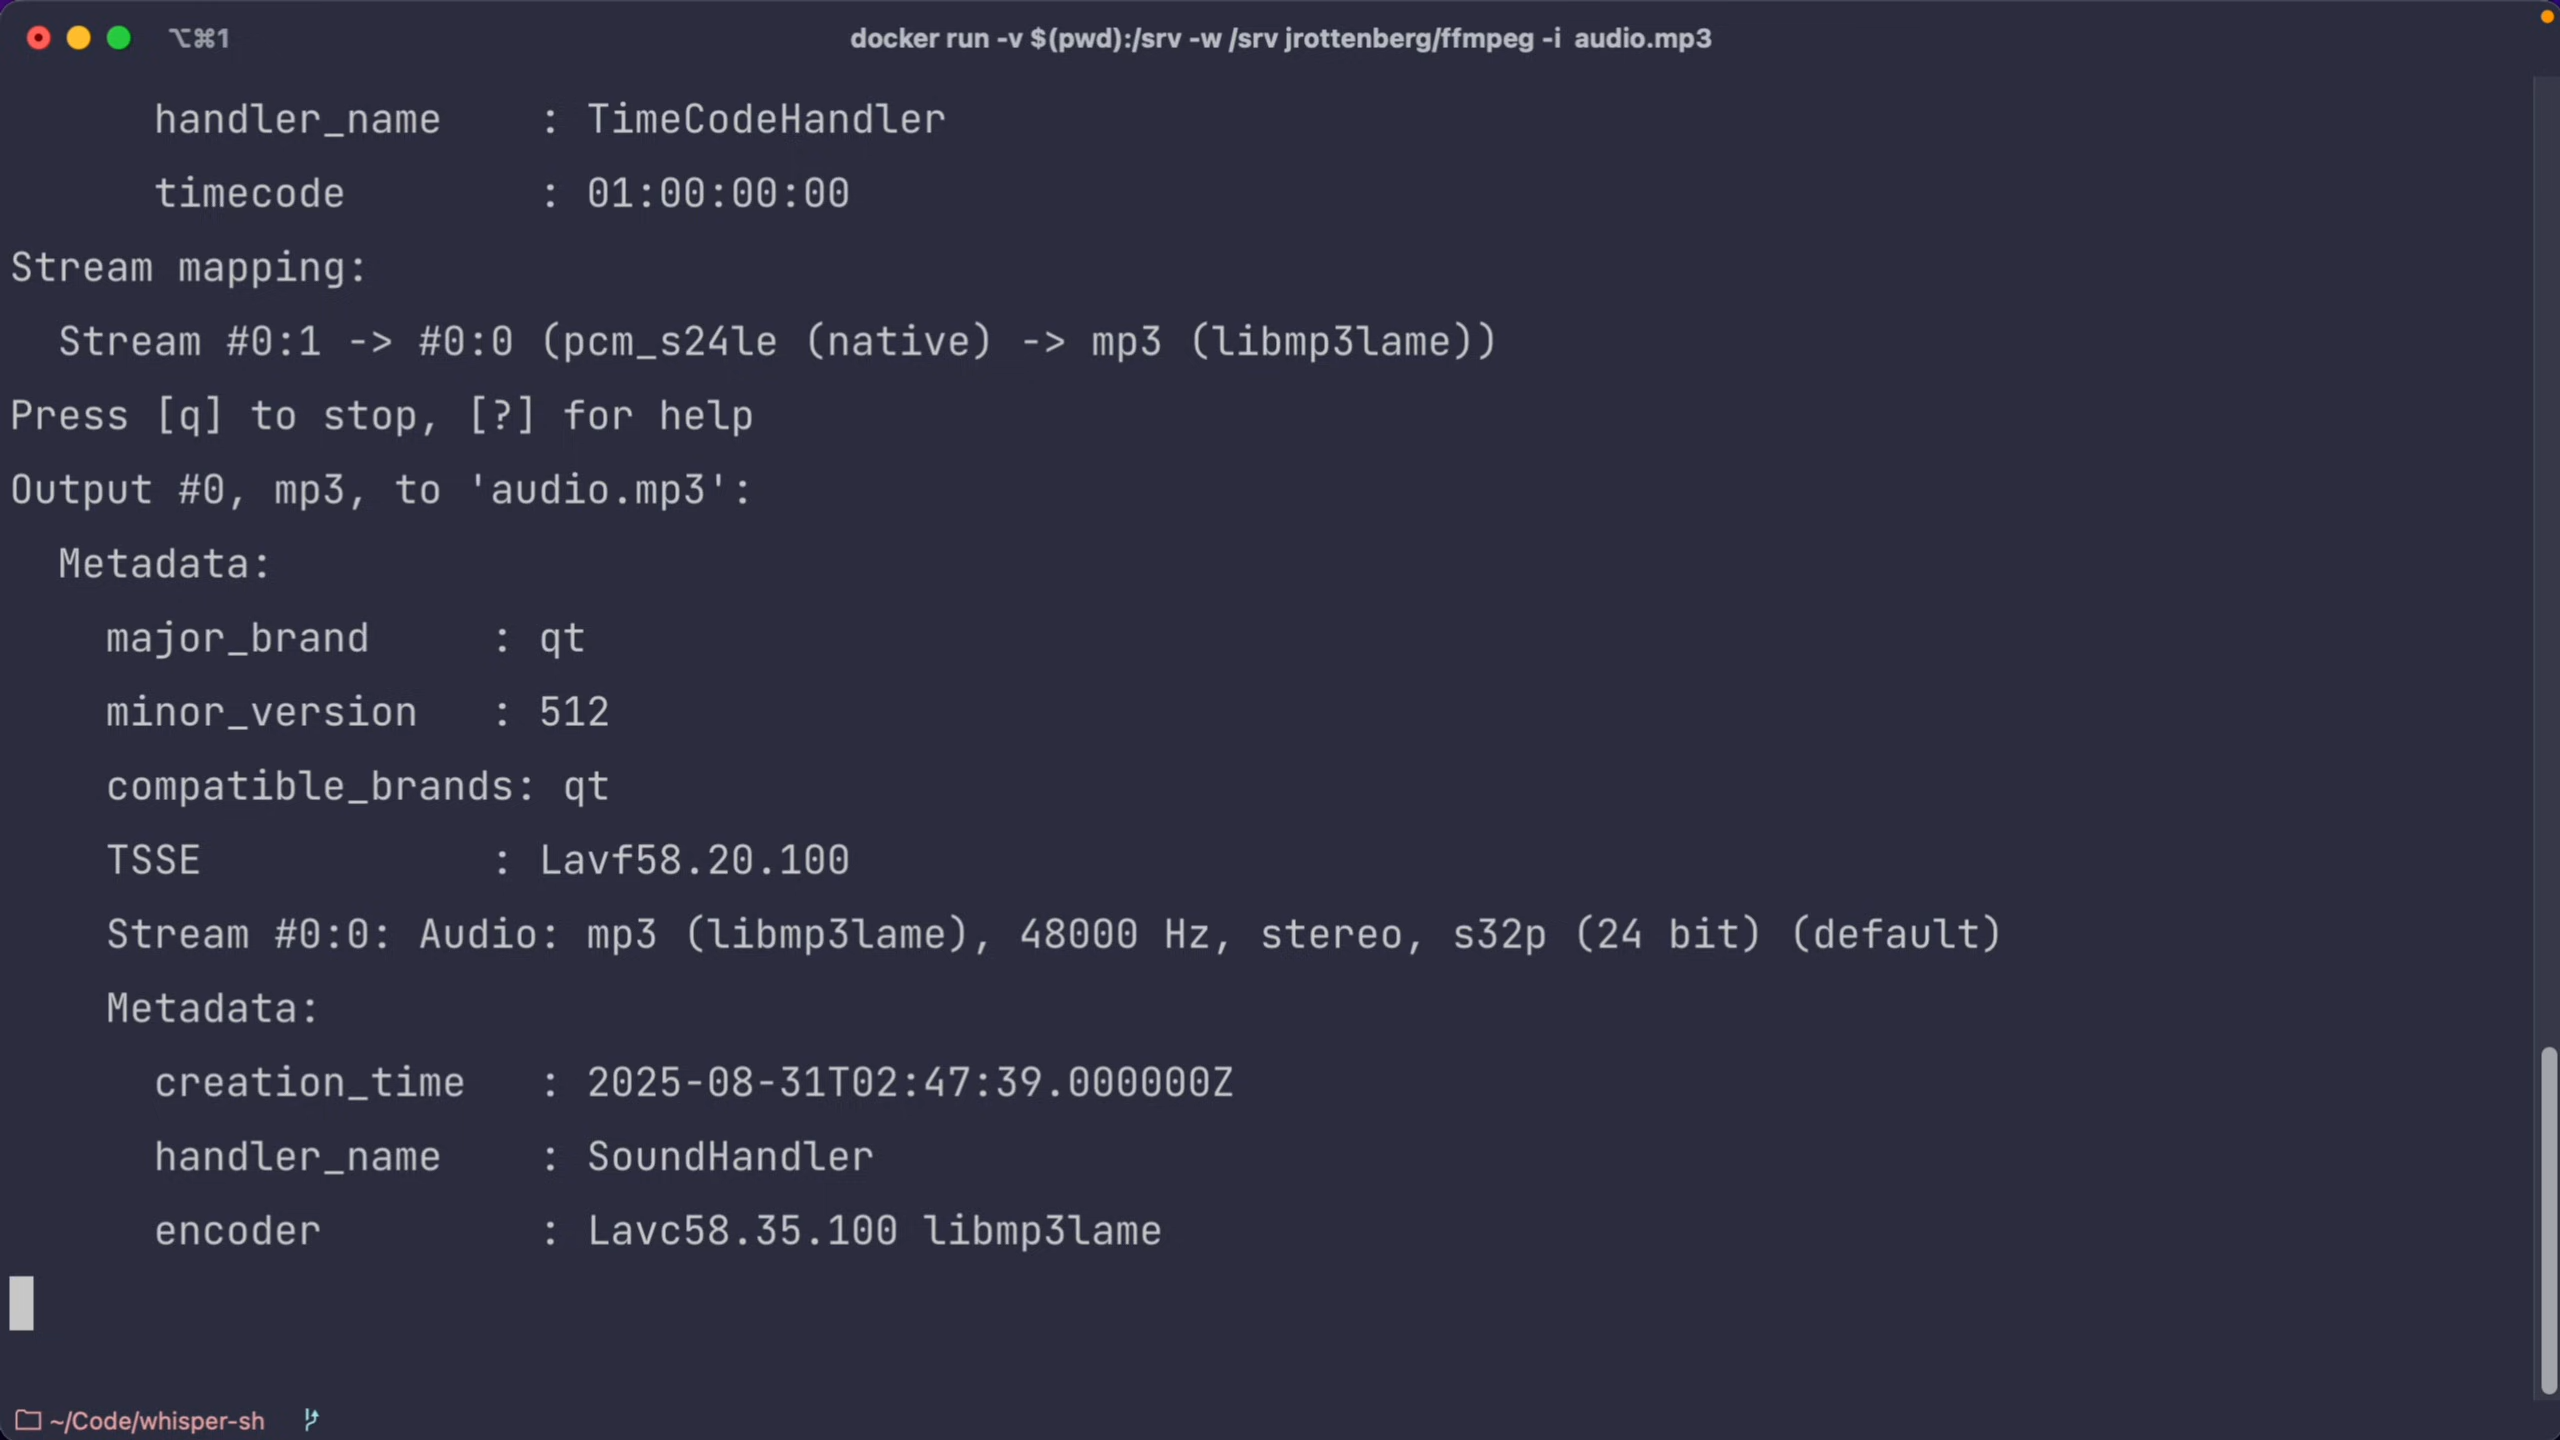 ⌥⌘1
docker run -v $(pwd):/srv -w /srv jrottenberg/ffmpeg -i  audio.mp3
handler_name    : TimeCodeHandler
timecode        : 01:00:00:00
Stream mapping:
Stream #0:1 -> #0:0 (pcm_s24le (native) -> mp3 (libmp3lame))
Press [q] to stop, [?] for help
Output #0, mp3, to 'audio.mp3':
Metadata:
major_brand     : qt
minor_version   : 512
compatible_brands: qt
TSSE            : Lavf58.20.100
Stream #0:0: Audio: mp3 (libmp3lame), 48000 Hz, stereo, s32p (24 bit) (default)
Metadata:
creation_time   : 2025-08-31T02:47:39.000000Z
handler_name    : SoundHandler
encoder         : Lavc58.35.100 libmp3lame
~/Code/whisper-sh